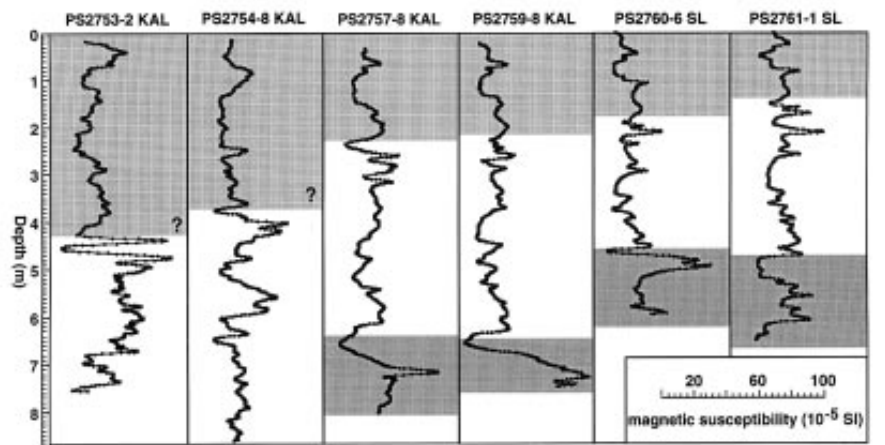 PS2753-2 KAL PS2754-8 KAL PS2757-8 KAL PS2759-8 KAL PS2760-6 SL PS2761-1 SL
0
1
2
3
? ?
4
Depth (m)
5
6
7
8
20 60 100
magnetic susceptibility (10-5 SI)